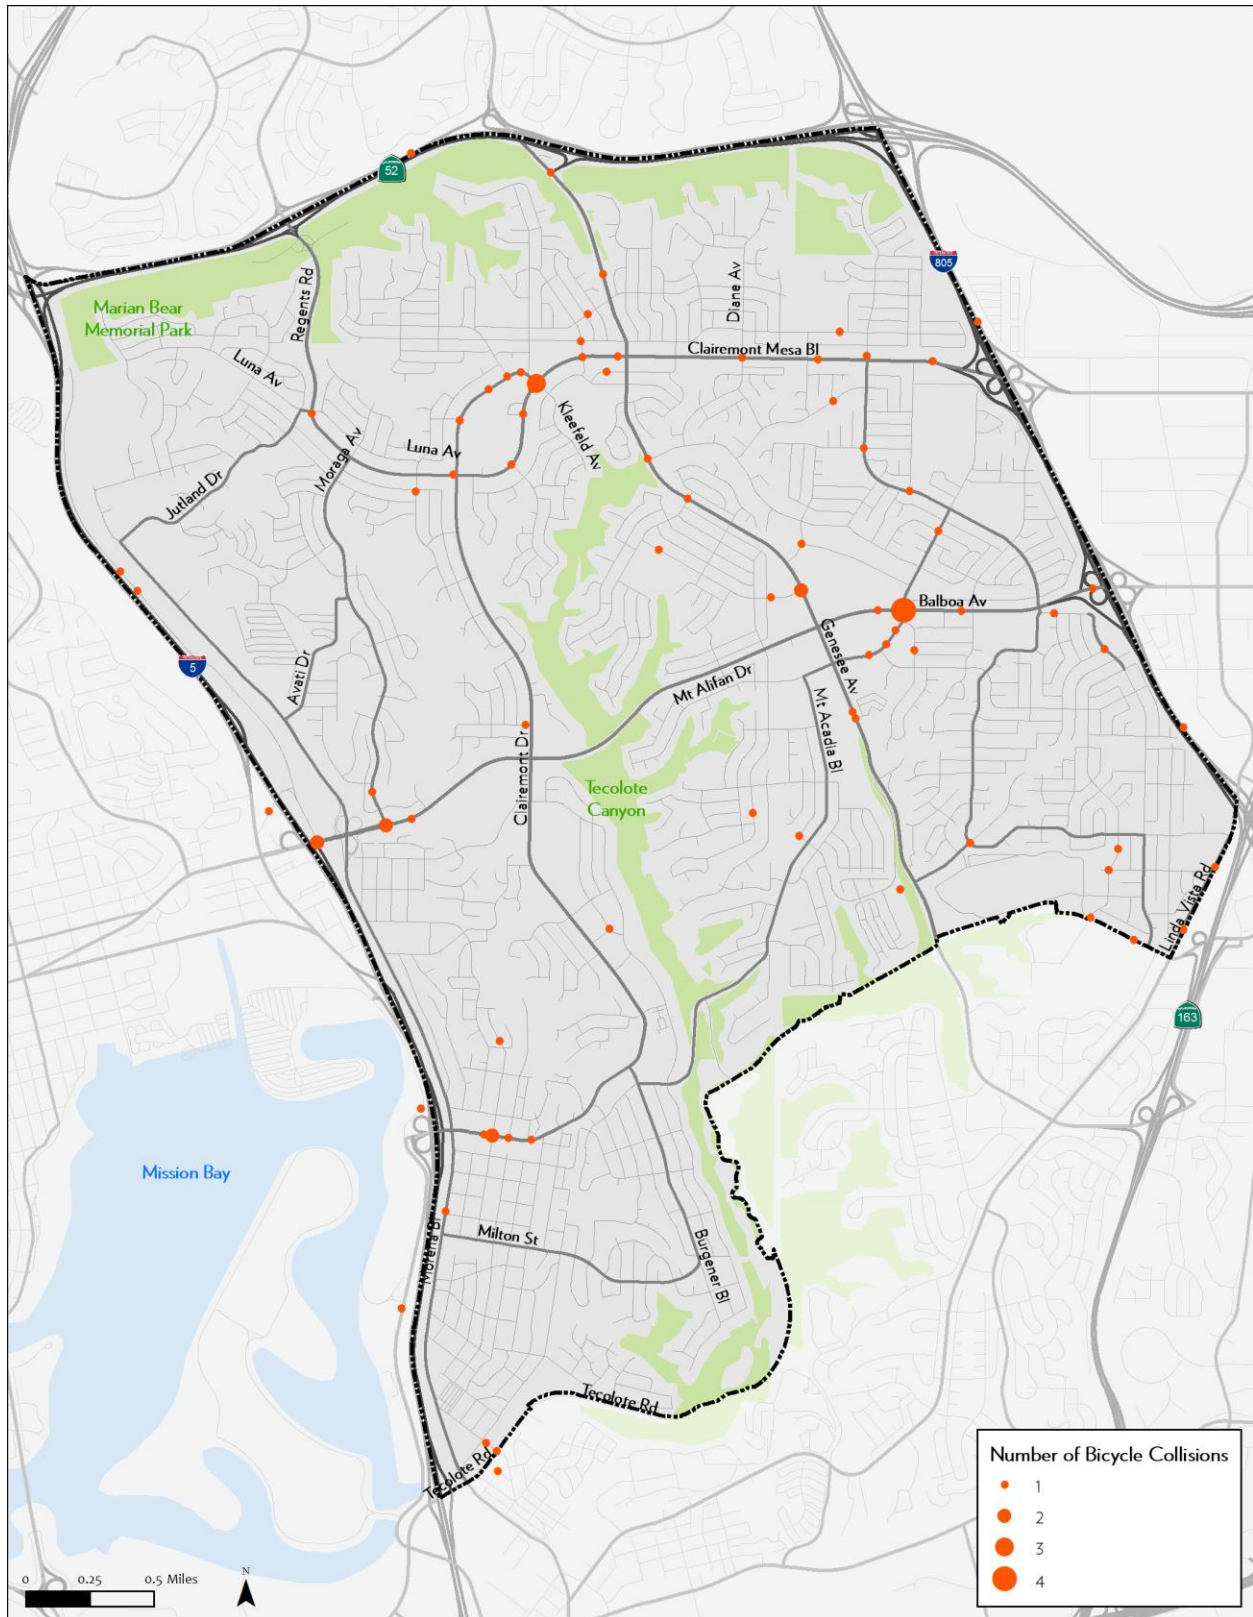 52
805
Diane Av
Regents Rd
Marian Bear
Memorial Park
Clairemont Mesa Bl
Luna Av
Kleefeld Av
Moraga Av
Luna Av
Jutland Dr
Balboa Av
Genesee Av
5
Avati Dr
Mt Alifan Dr
Mt Acadia Bl
Clairemont Dr
Tecolote
Canyon
Linda Vista Rd
163
Mission Bay
Morena Bl
Milton St
Burgener Bl
Tecolote Rd
Tecolote Rd
Number of Bicycle Collisions
1
2
3
4
0 0.25 0.5 Miles
N